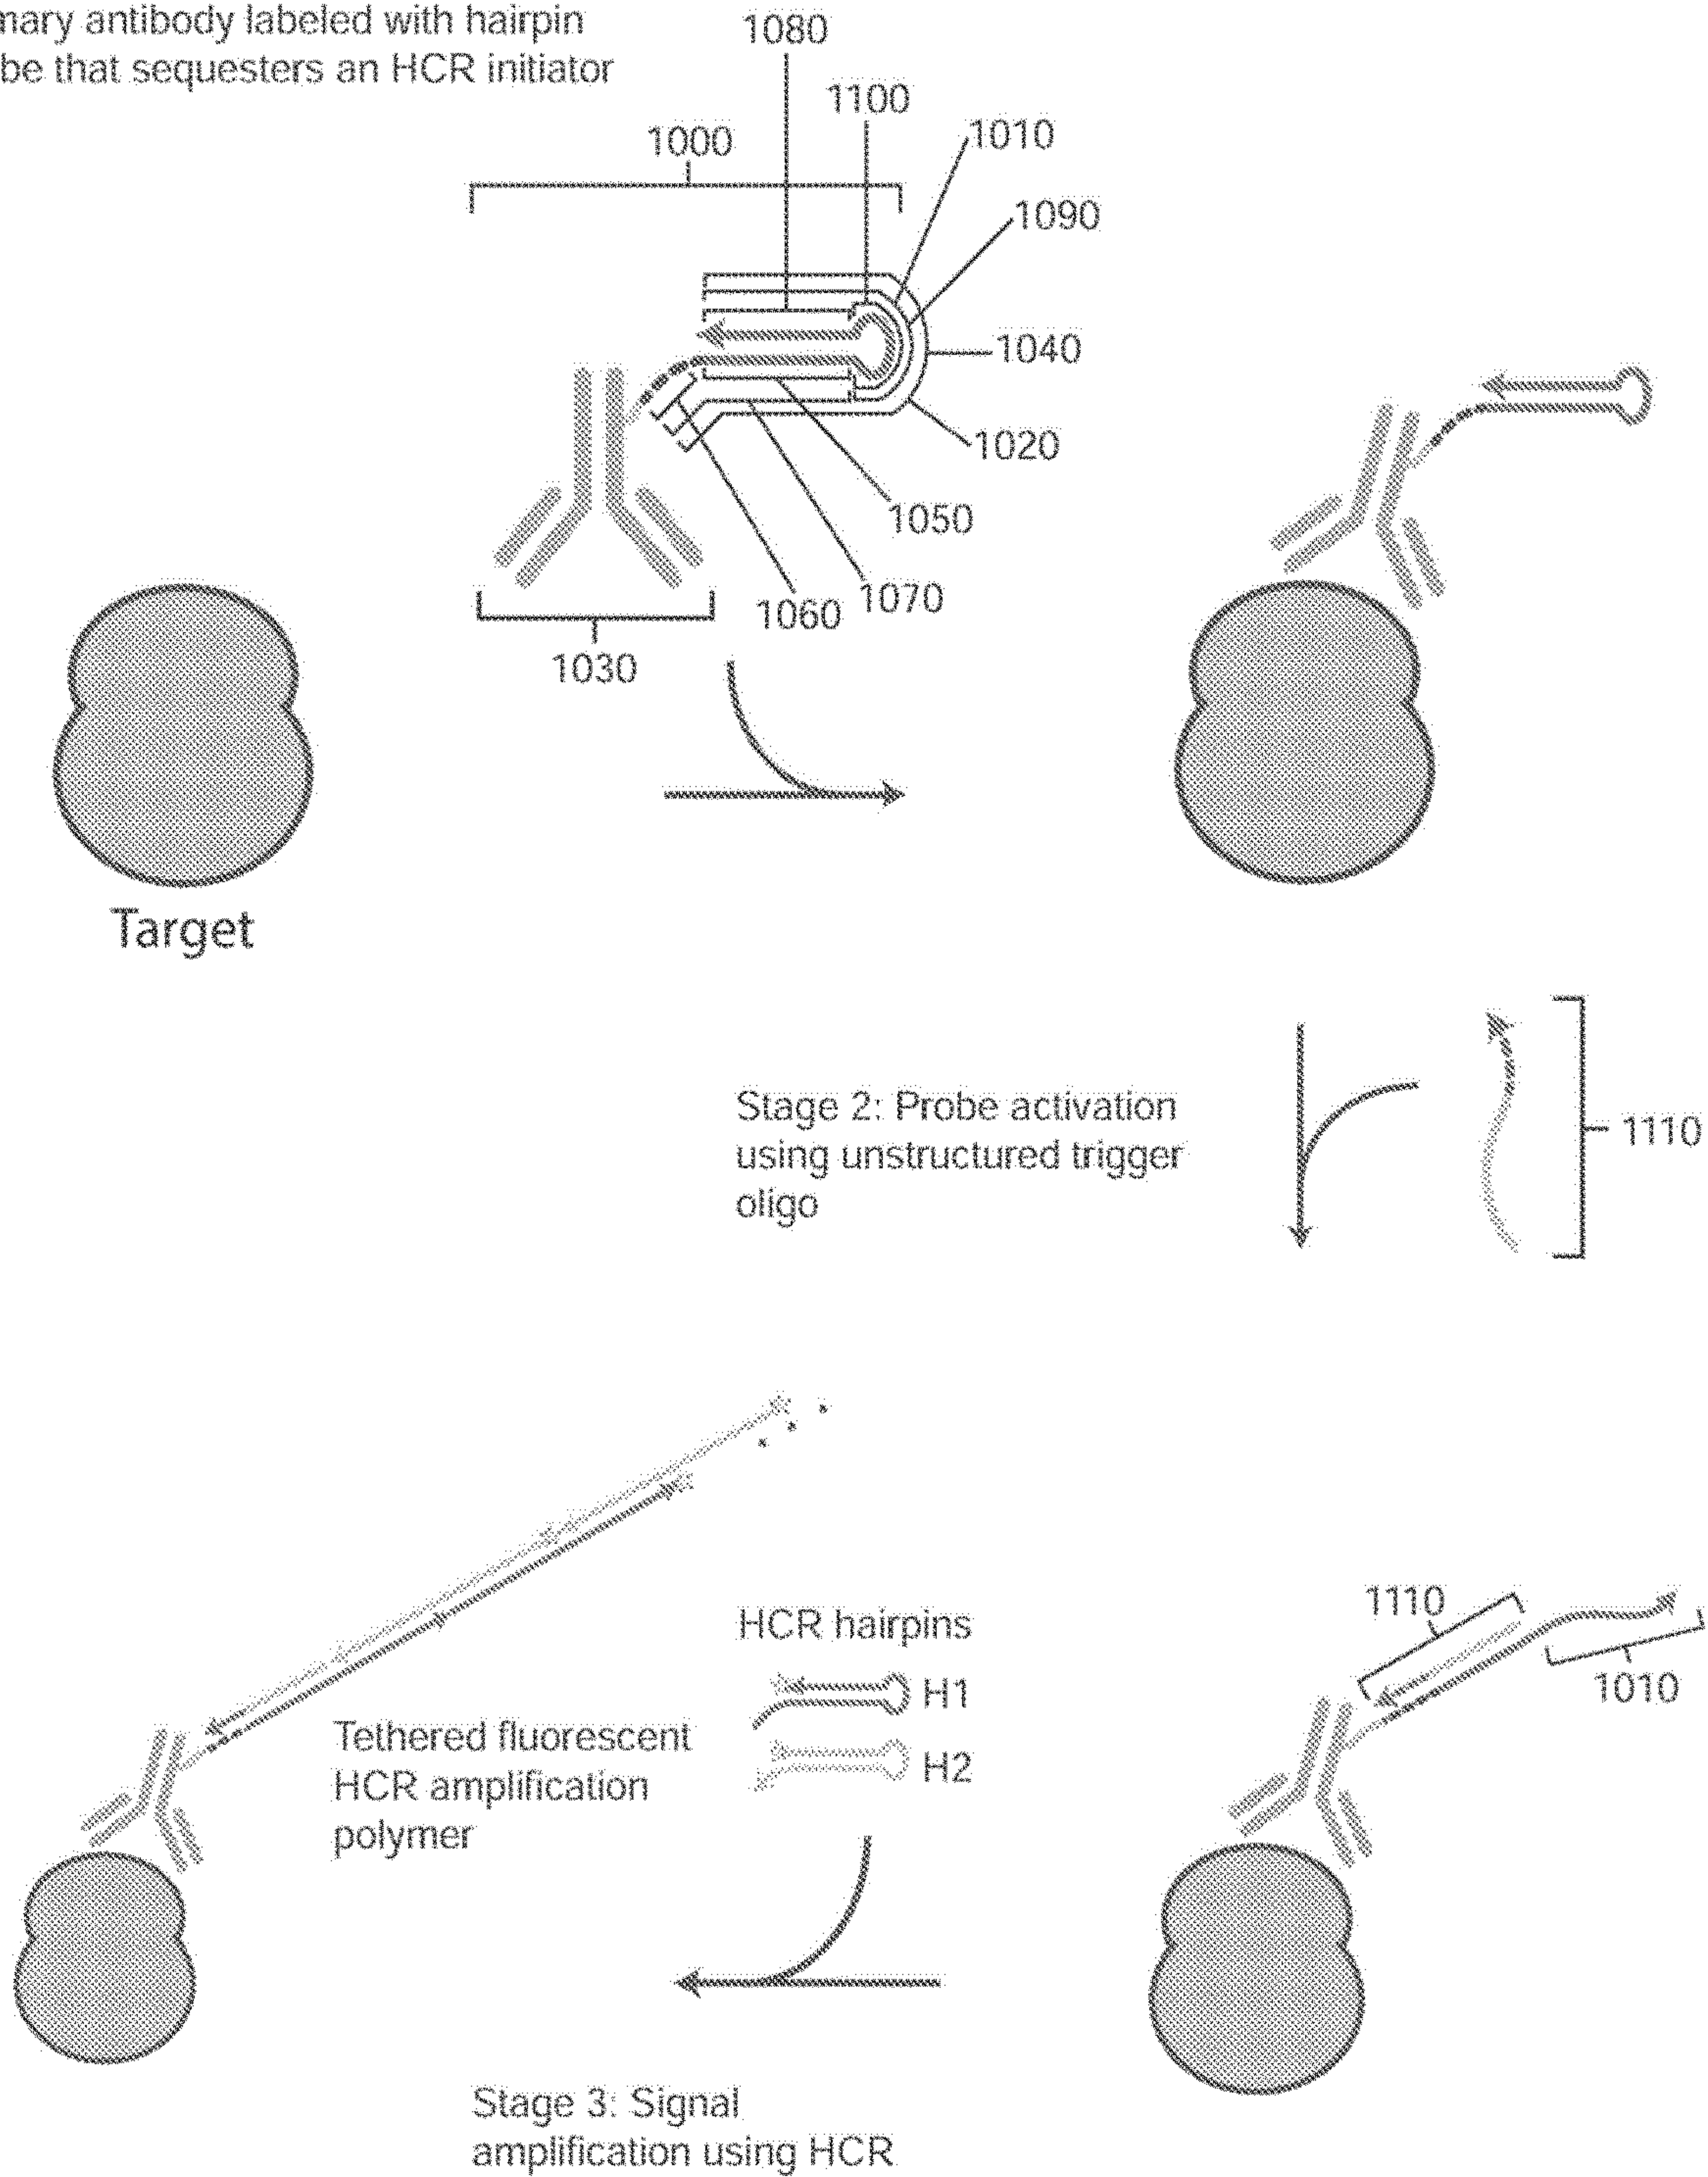 mary antibody labeled with hairpin
be that sequesters an HCR initiator
1080
1100
1000
1010
1090
1040
1020
1050
1070
1060
1030
Target
Stage 2: Probe activation
using unstructured trigger
oligo
1110
HCR hairpins
H1
H2
Tethered fluorescent
HCR amplification
polymer
1110
1010
Stage 3: Signal
amplification using HCR